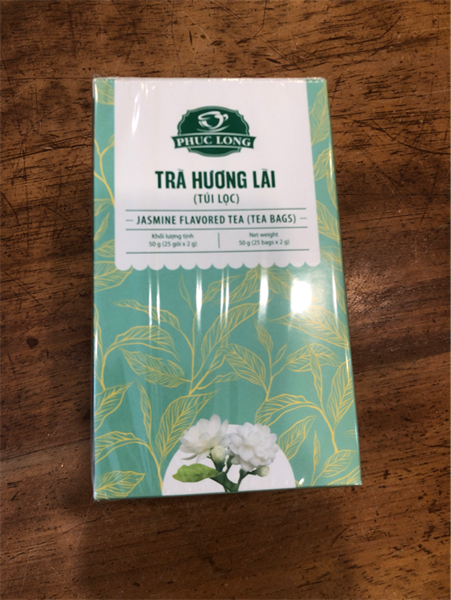 PHUC LONG
TRÀ HƯƠNG LÀI
(TÚI LỌC)
JASMINE FLAVORED TEA (TEA BAGS)
Khối lượng tịnh
50 g (25 gói x 2 g)
Net weight
50 g (25 bags x 2 g)